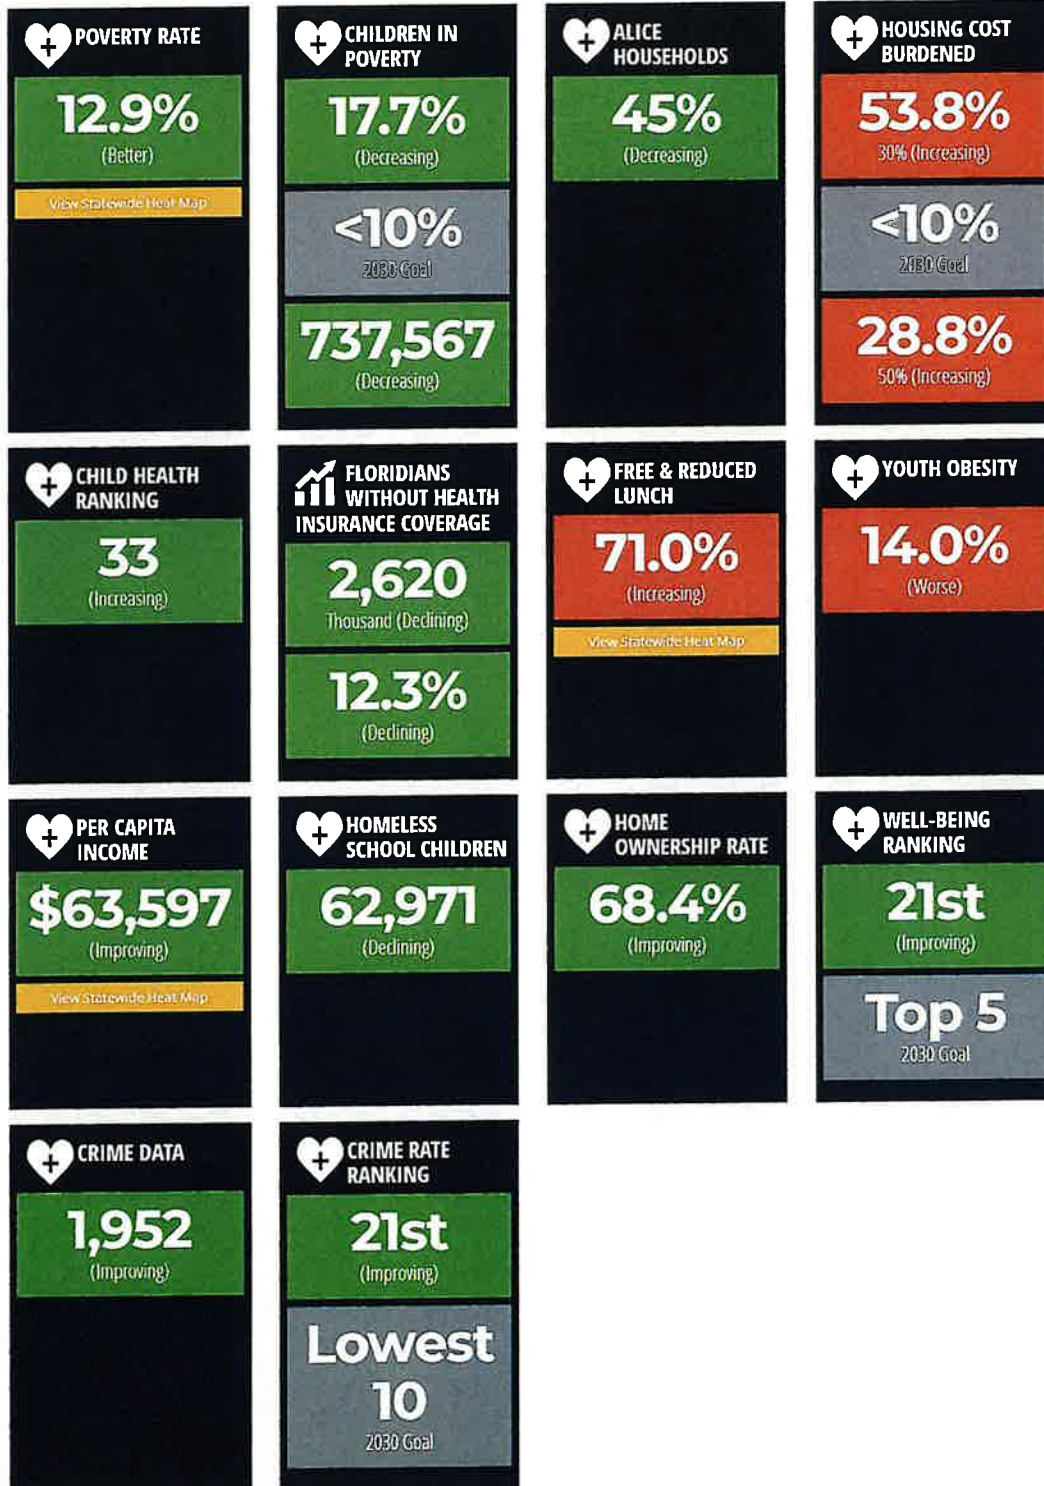 POVERTY RATE
12.9%
(Better)
View Statewide Heat Map
CHILDREN IN
POVERTY
17.7%
(Decreasing)
<10%
2030 Goal
737,567
(Decreasing)
ALICE
HOUSEHOLDS
45%
(Decreasing)
HOUSING COST
BURDENED
53.8%
30% (Increasing)
<10%
2030 Goal
28.8%
50% (Increasing)
CHILD HEALTH
RANKING
33
(Increasing)
FLORIDIANS
WITHOUT HEALTH
INSURANCE COVERAGE
2,620
Thousand (Declining)
12.3%
(Declining)
FREE & REDUCED
LUNCH
71.0%
(Increasing)
View Statewide Heat Map
YOUTH OBESITY
14.0%
(Worse)
PER CAPITA
INCOME
$63,597
(Improving)
View Statewide Heat Map
HOMELESS
SCHOOL CHILDREN
62,971
(Declining)
HOME
OWNERSHIP RATE
68.4%
(Improving)
WELL-BEING
RANKING
21st
(Improving)
Top 5
2030 Goal
CRIME DATA
1,952
(Improving)
CRIME RATE
RANKING
21st
(Improving)
Lowest
10
2030 Goal